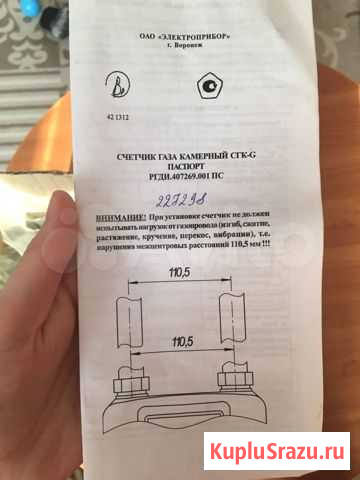 ОАО «ЭЛЕКТРОПРИБОР»
г. Воронеж
42 1312
СЧЕТЧИК ГАЗА КАМЕРНЫЙ СГК-G
ПАСПОРТ
РГДИ.407269.001 ПС
227298
ВНИМАНИЕ! При установке счетчик не должен
испытывать нагрузок от газопровода (изгиб, сжатие,
растяжение, кручение, перекос, вибрации), т.е.
нарушения межцентровых расстояний 110,5 мм !!!
110,5
110,5
KupluSrazu.ru